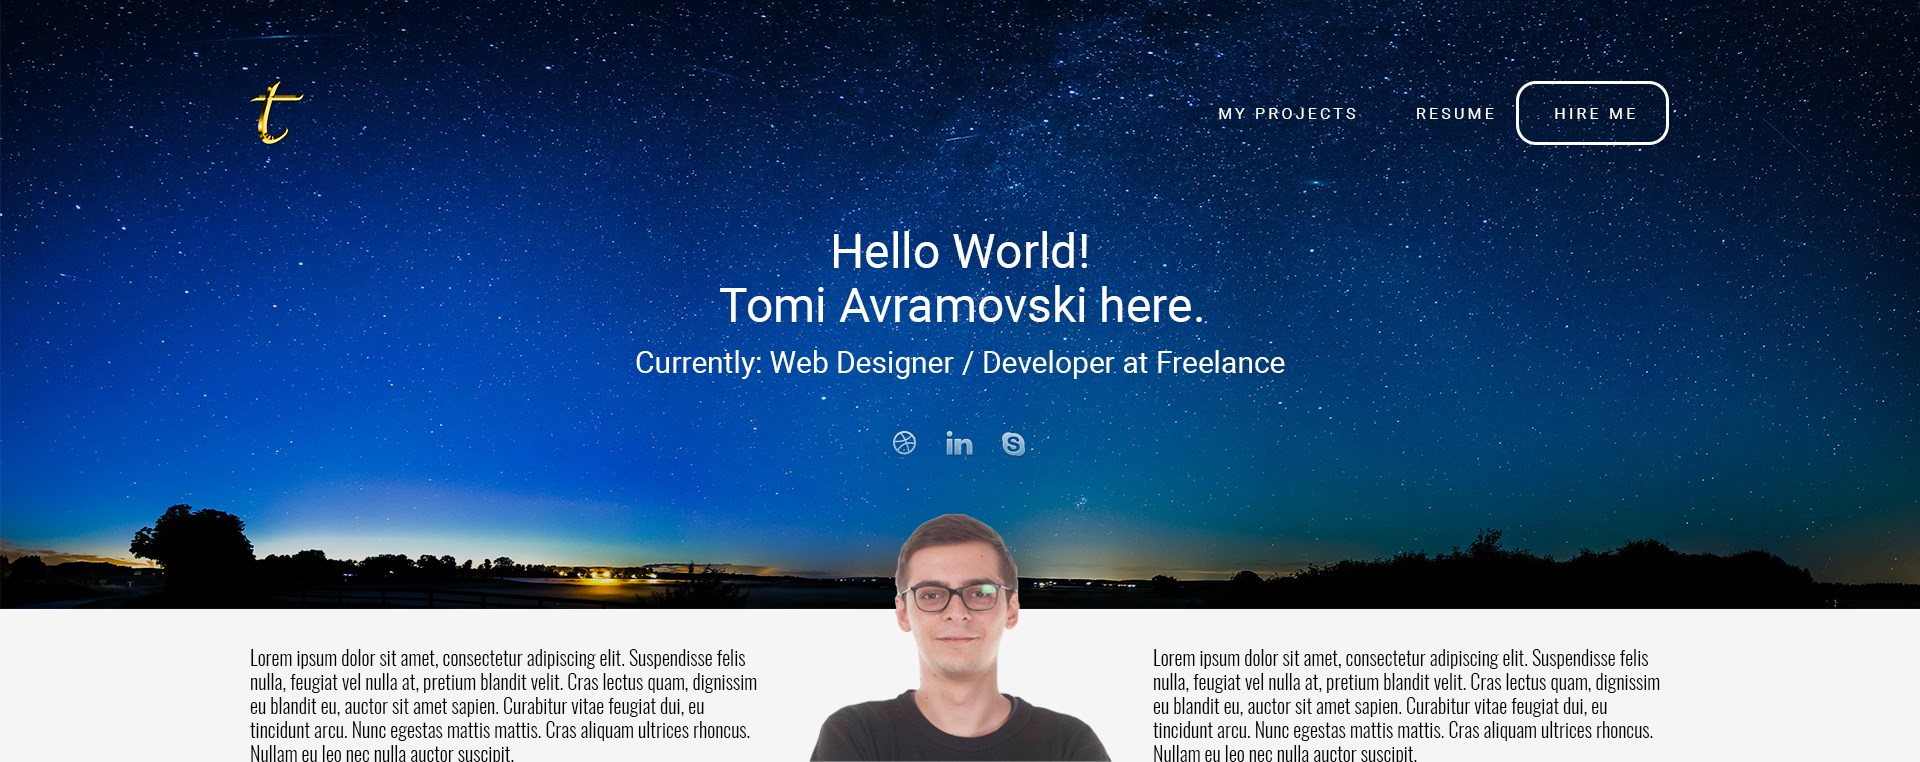 t
MY PROJECTS RESUME HIRE ME
Hello World!
Tomi Avramovski here.
Currently: Web Designer / Developer at Freelance
in S
Lorem ipsum dolor sit amet, consectetur adipiscing elit. Suspendisse felis
nulla, feugiat vel nulla at, pretium blandit velit. Cras lectus quam, dignissim
eu blandit eu, auctor sit amet sapien. Curabitur vitae feugiat dui, eu
tincidunt arcu. Nunc egestas mattis mattis. Cras aliquam ultrices rhoncus.
Nullam eu leo nec nulla auctor suscipit.
Lorem ipsum dolor sit amet, consectetur adipiscing elit. Suspendisse felis
nulla, feugiat vel nulla at, pretium blandit velit. Cras lectus quam, dignissim
eu blandit eu, auctor sit amet sapien. Curabitur vitae feugiat dui, eu
tincidunt arcu. Nunc egestas mattis mattis. Cras aliquam ultrices rhoncus.
Nullam eu leo nec nulla auctor suscipit.